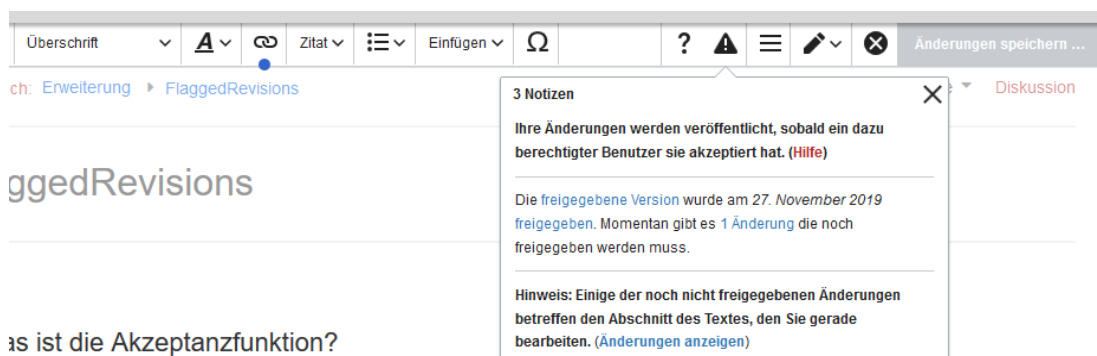 Überschrift A Zitat Einfügen Ω ? Änderungen speichern ...
ch: Erweiterung FlaggedRevisions
Diskussion
3 Notizen
Ihre Änderungen werden veröffentlicht, sobald ein dazu
berechtigter Benutzer sie akzeptiert hat. (Hilfe)
ggedRevisions
Die freigegebene Version wurde am 27. November 2019
freigegeben. Momentan gibt es 1 Änderung die noch
freigegeben werden muss.
Hinweis: Einige der noch nicht freigegebenen Änderungen
betreffen den Abschnitt des Textes, den Sie gerade
bearbeiten. (Änderungen anzeigen)
as ist die Akzeptanzfunktion?